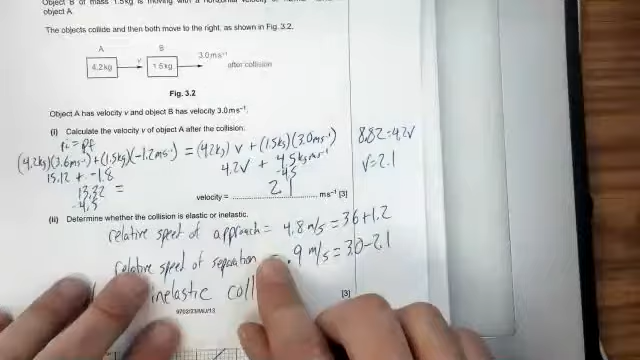 Object B of mass 1.5kg is moving with a horizontal velocity of
object A.
The objects collide and then both move to the right, as shown in Fig. 3.2.
A B
4.2kg v 1.5kg 3.0 ms⁻¹ after collision
Fig. 3.2
Object A has velocity v and object B has velocity 3.0 ms⁻¹.
(i) Calculate the velocity v of object A after the collision.
pi = pf
(4.2kg)(3.6ms⁻¹)+(1.5kg)(-1.2ms⁻¹) = (4.2kg) v + (1.5kg)(3.0ms⁻¹)
15.12 + -1.8 4.2v + 4.5kgms⁻¹
13.32 = -4.5
-4.5
8.82=4.2v
v=2.1
velocity = 2.1 ms⁻¹ [3]
(ii) Determine whether the collision is elastic or inelastic.
relative speed of approach = 4.8 m/s = 3.6+1.2
relative speed of separation = .9 m/s = 3.0-2.1
inelastic coll
[3]